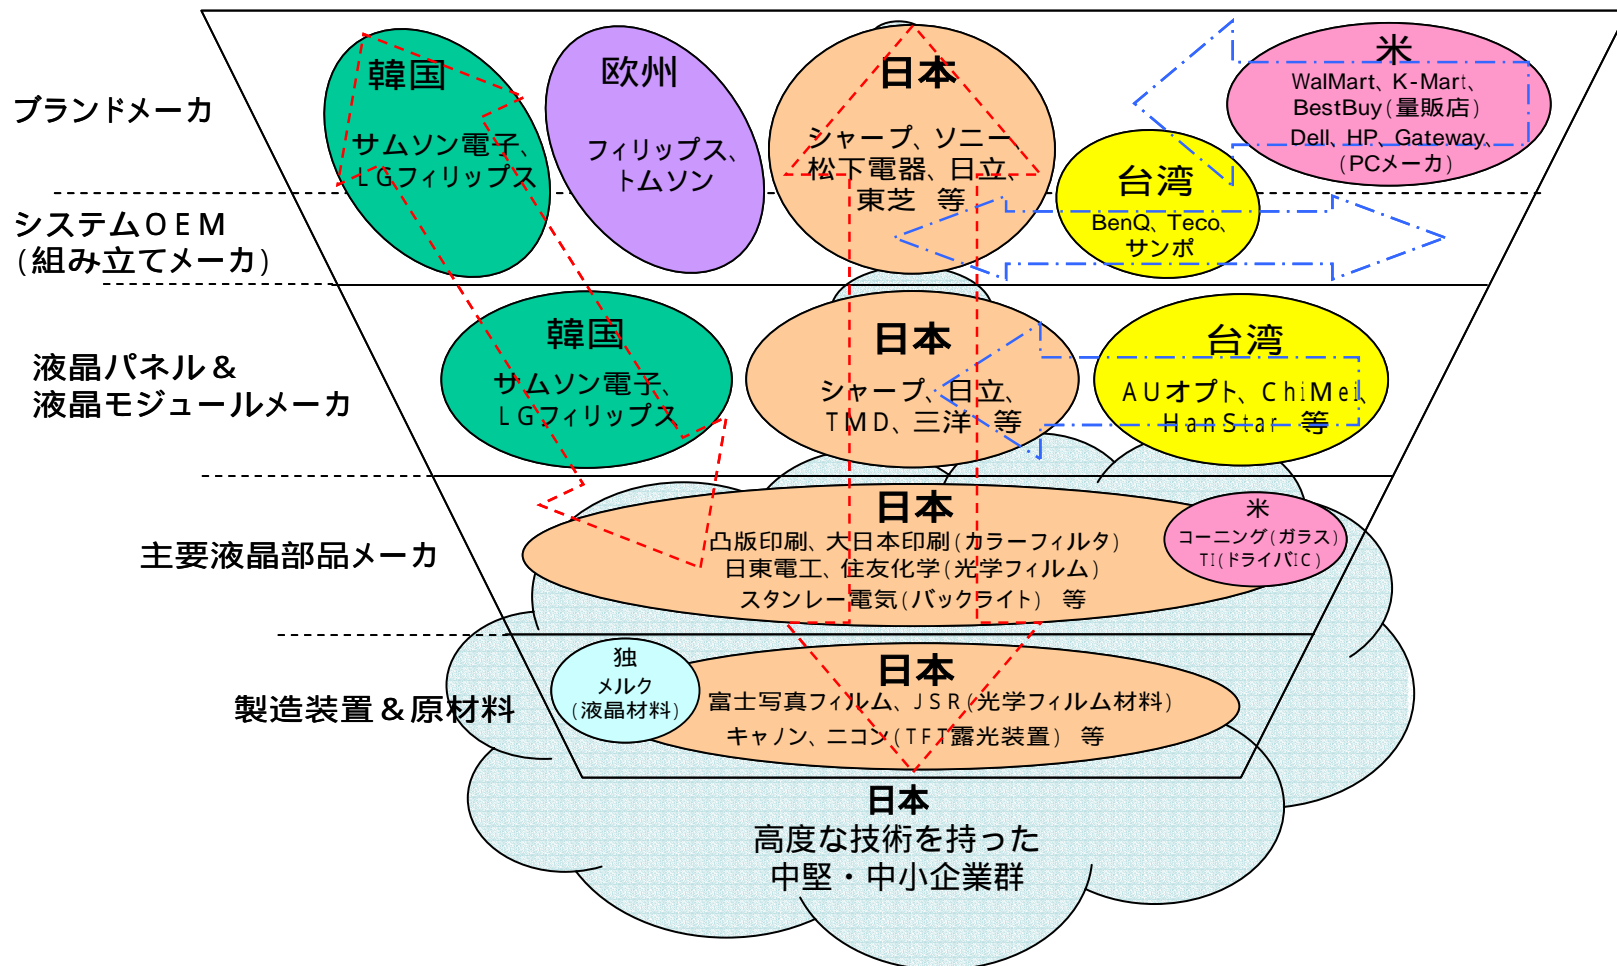 ブランドメーカ
韓国
サムソン電子、
LGフィリップス
欧州
フィリップス、
トムソン
日本
シャープ、ソニー、
松下電器、日立、
東芝 等
米
WalMart、K-Mart、
BestBuy(量販店)
Dell、HP、Gateway、
(PCメーカ)
システムOEM
(組み立てメーカ)
台湾
BenQ、Teco、
サンポ
液晶パネル&
液晶モジュールメーカ
韓国
サムソン電子、
LGフィリップス
日本
シャープ、日立、
TMD、三洋 等
台湾
AUオプト、ChiMei、
HanStar 等
主要液晶部品メーカ
日本
凸版印刷、大日本印刷(カラーフィルタ)
日東電工、住友化学(光学フィルム)
スタンレー電気(バックライト) 等
米
コーニング(ガラス)
TI(ドライバIC)
製造装置&原材料
独
メルク
(液晶材料)
日本
富士写真フィルム、JSR(光学フィルム材料)
キャノン、ニコン(TFT露光装置) 等
日本
高度な技術を持った
中堅・中小企業群